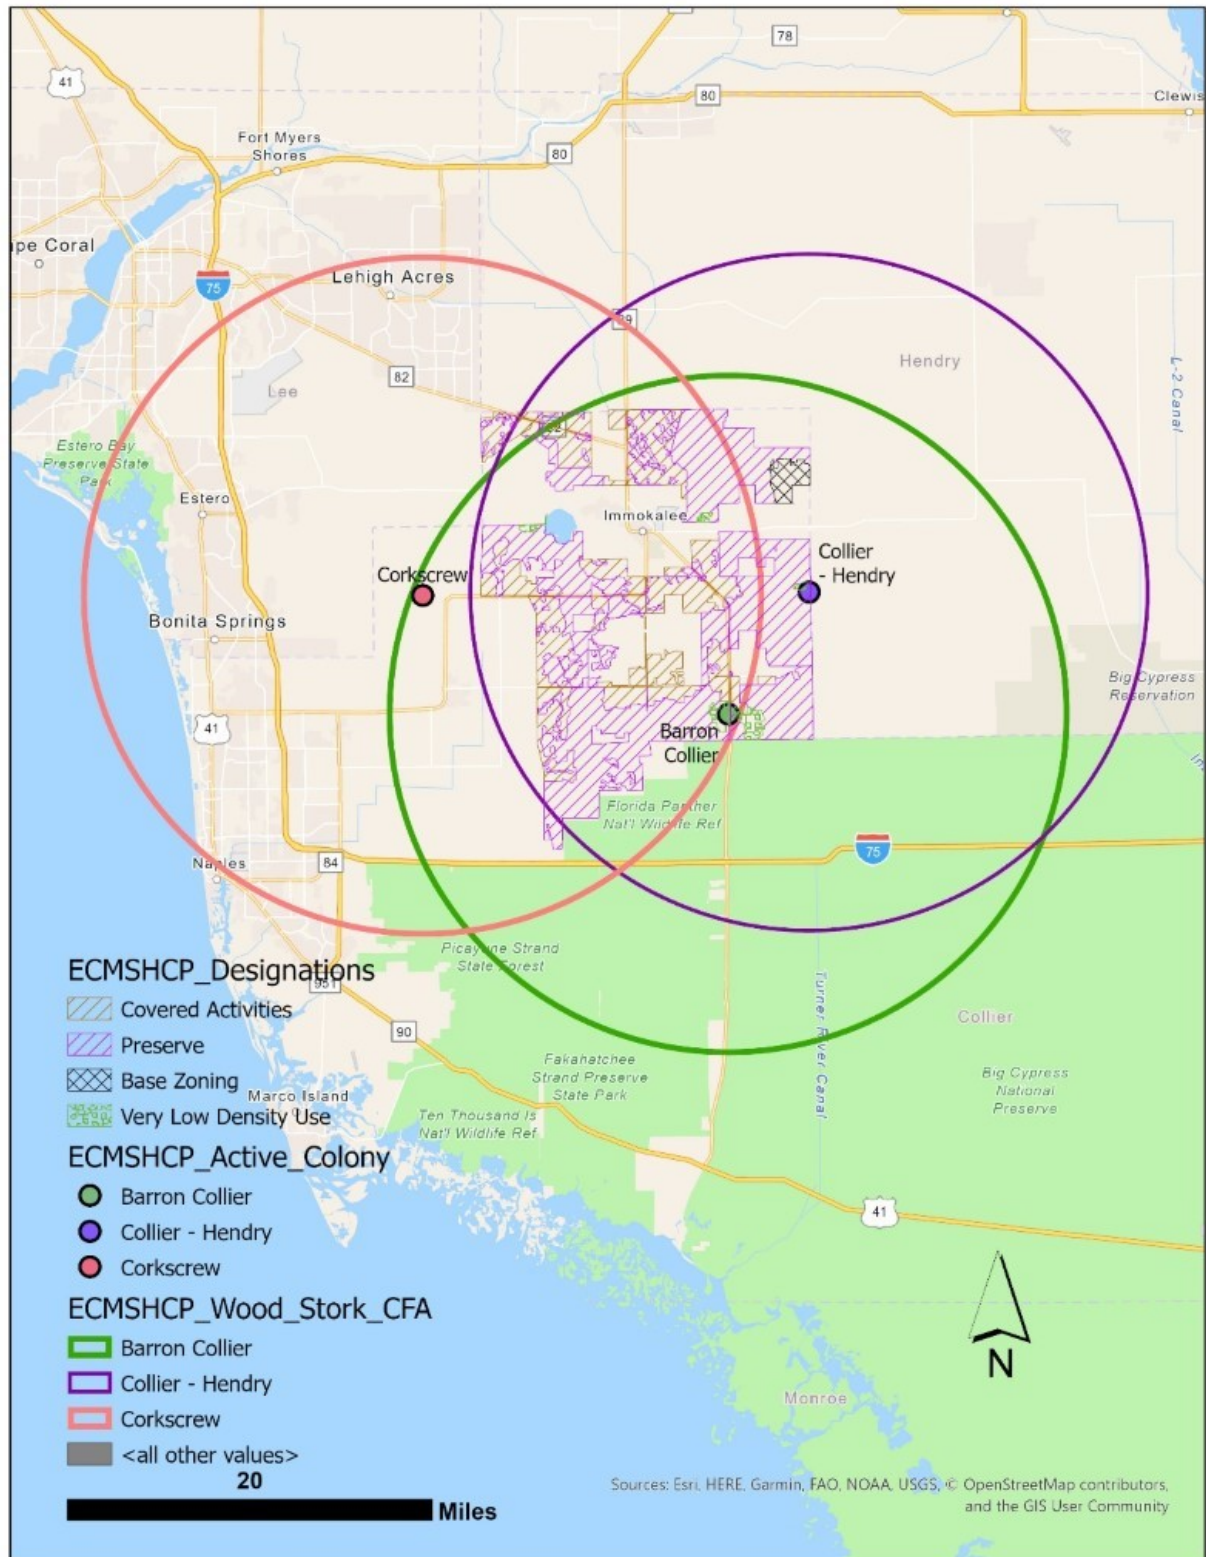 78
41
80
Clewis
Fort Myers
Shores
80
ape Coral
Lehigh Acres
75
29
Hendry
L-2 Canal
82
Lee
82
Estero Bay
Preserve State
Park
Estero
Immokalee
Collier
- Hendry
Corkscrew
Bonita Springs
Big Cypress
Reservation
41
Barron
Collier
Florida Panther
Nat'l Wildlife Ref
75
Naples
84
Picayune Strand
State Forest
ECMSHCP_Designations
951
Covered Activities
Turner River Canal
Collier
90
Preserve
Fakahatchee
Strand Preserve
State Park
Big Cypress
National
Preserve
Base Zoning
Marco Island
Ten Thousand Is
Nat'l Wildlife Ref
Very Low Density Use
ECMSHCP_Active_Colony
Barron Collier
41
Collier - Hendry
Corkscrew
ECMSHCP_Wood_Stork_CFA
Barron Collier
N
Collier - Hendry
Monroe
Corkscrew
<all other values>
20
Miles
Sources: Esri, HERE, Garmin, FAO, NOAA, USGS, © OpenStreetMap contributors,
and the GIS User Community